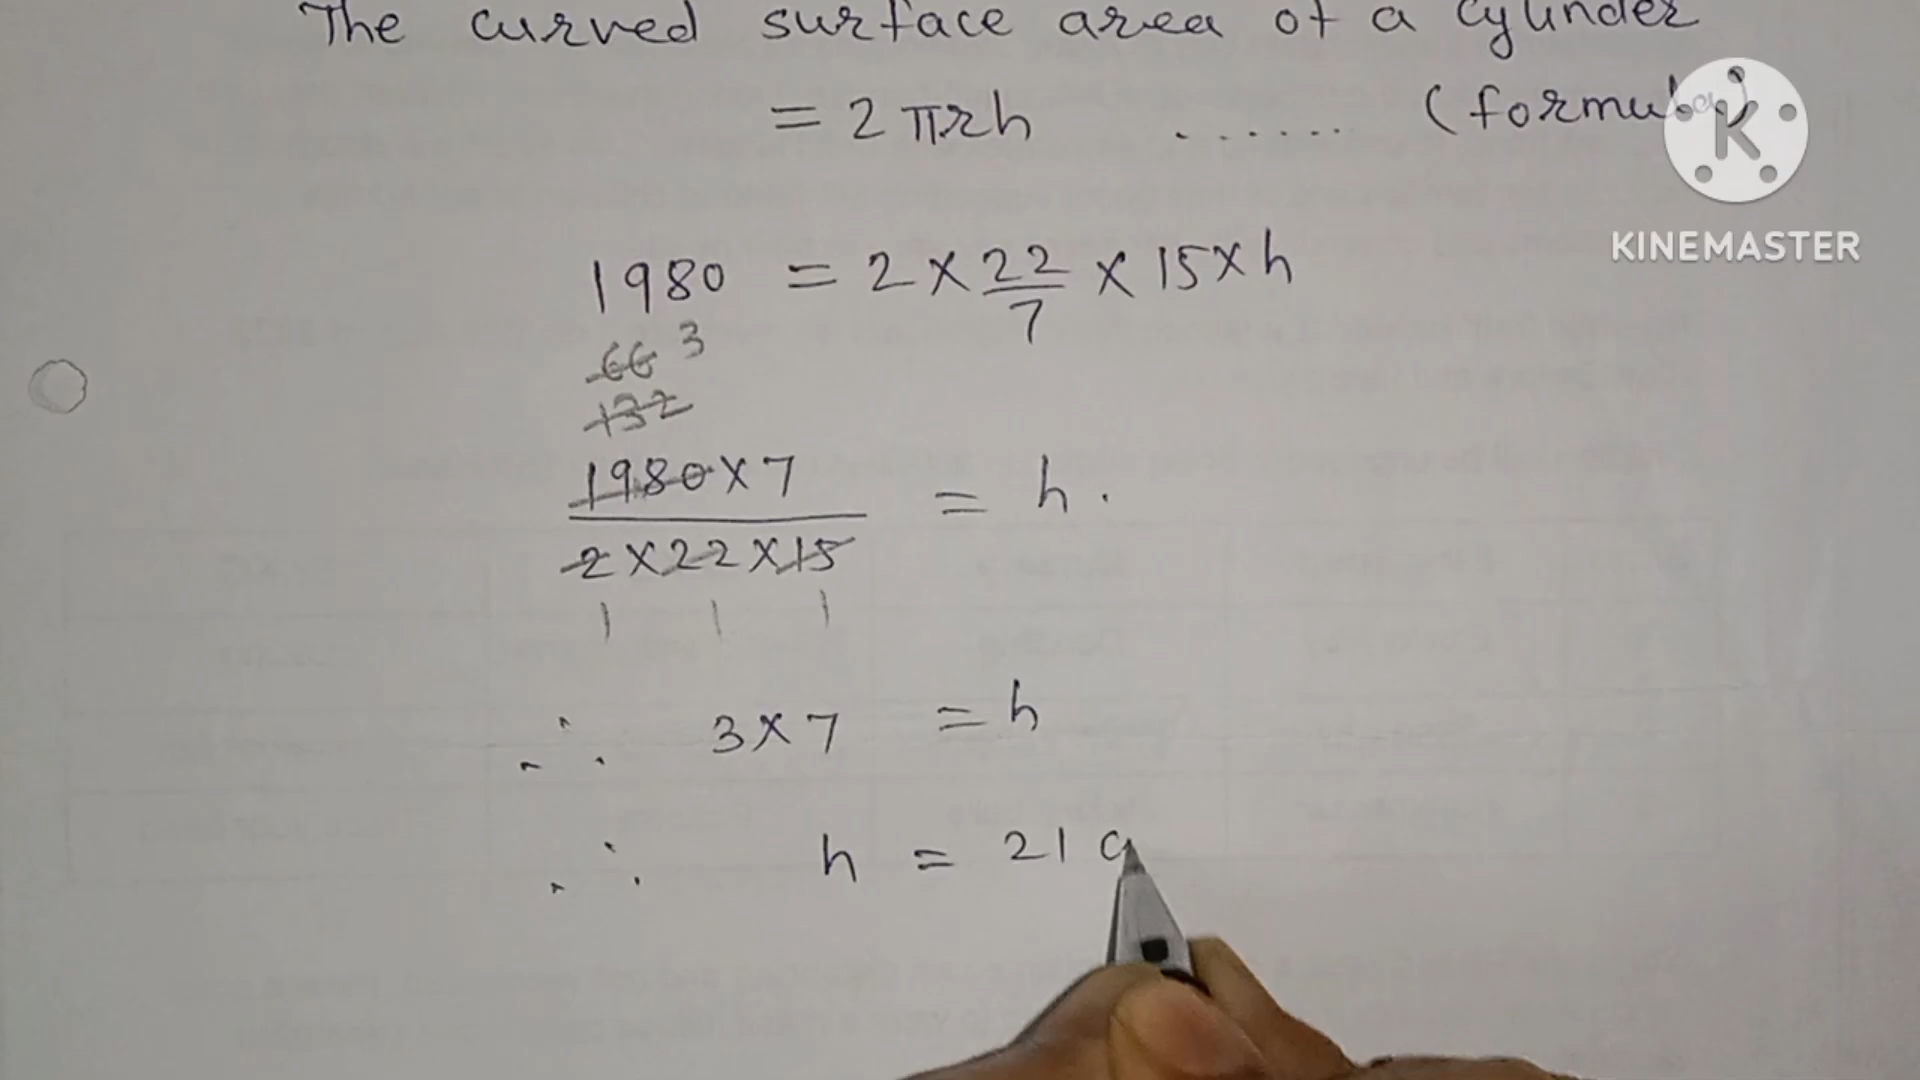 The curved surface area of a cylinder
= 2πrh ...... (formula)
K
KINEMASTER
1980 = 2 × 22/7 × 15 × h
66 3
132
1980 × 7 / 2 × 22 × 15 = h.
1 1 1
∴ 3 × 7 = h
∴ h = 21 c